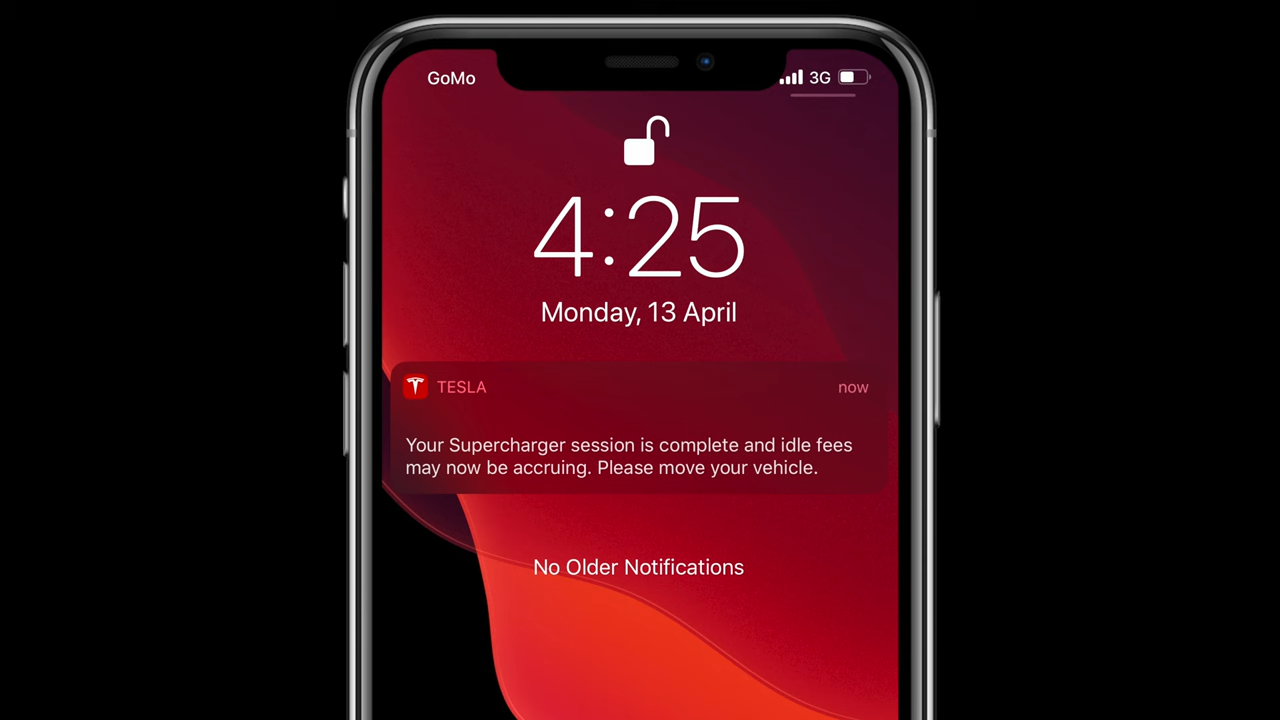 GoMo
3G
4:25
Monday, 13 April
TESLA
now
Your Supercharger session is complete and idle fees
may now be accruing. Please move your vehicle.
No Older Notifications